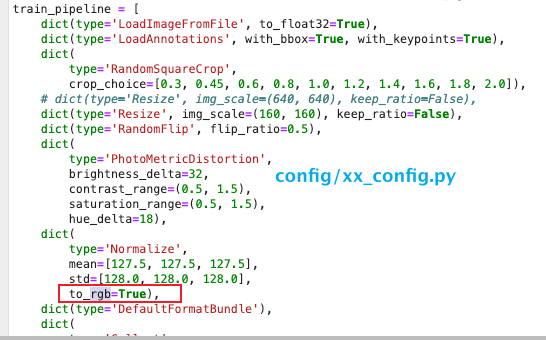 train_pipeline = [
    dict(type='LoadImageFromFile', to_float32=True),
    dict(type='LoadAnnotations', with_bbox=True, with_keypoints=True),
    dict(
        type='RandomSquareCrop',
        crop_choice=[0.3, 0.45, 0.6, 0.8, 1.0, 1.2, 1.4, 1.6, 1.8, 2.0]),
    # dict(type='Resize', img_scale=(640, 640), keep_ratio=False),
    dict(type='Resize', img_scale=(160, 160), keep_ratio=False),
    dict(type='RandomFlip', flip_ratio=0.5),
    dict(
        type='PhotoMetricDistortion',
        brightness_delta=32,
        contrast_range=(0.5, 1.5),
        saturation_range=(0.5, 1.5),
        hue_delta=18),
config/xx_config.py
    dict(
        type='Normalize',
        mean=[127.5, 127.5, 127.5],
        std=[128.0, 128.0, 128.0],
        to_rgb=True),
    dict(type='DefaultFormatBundle'),
    dict(